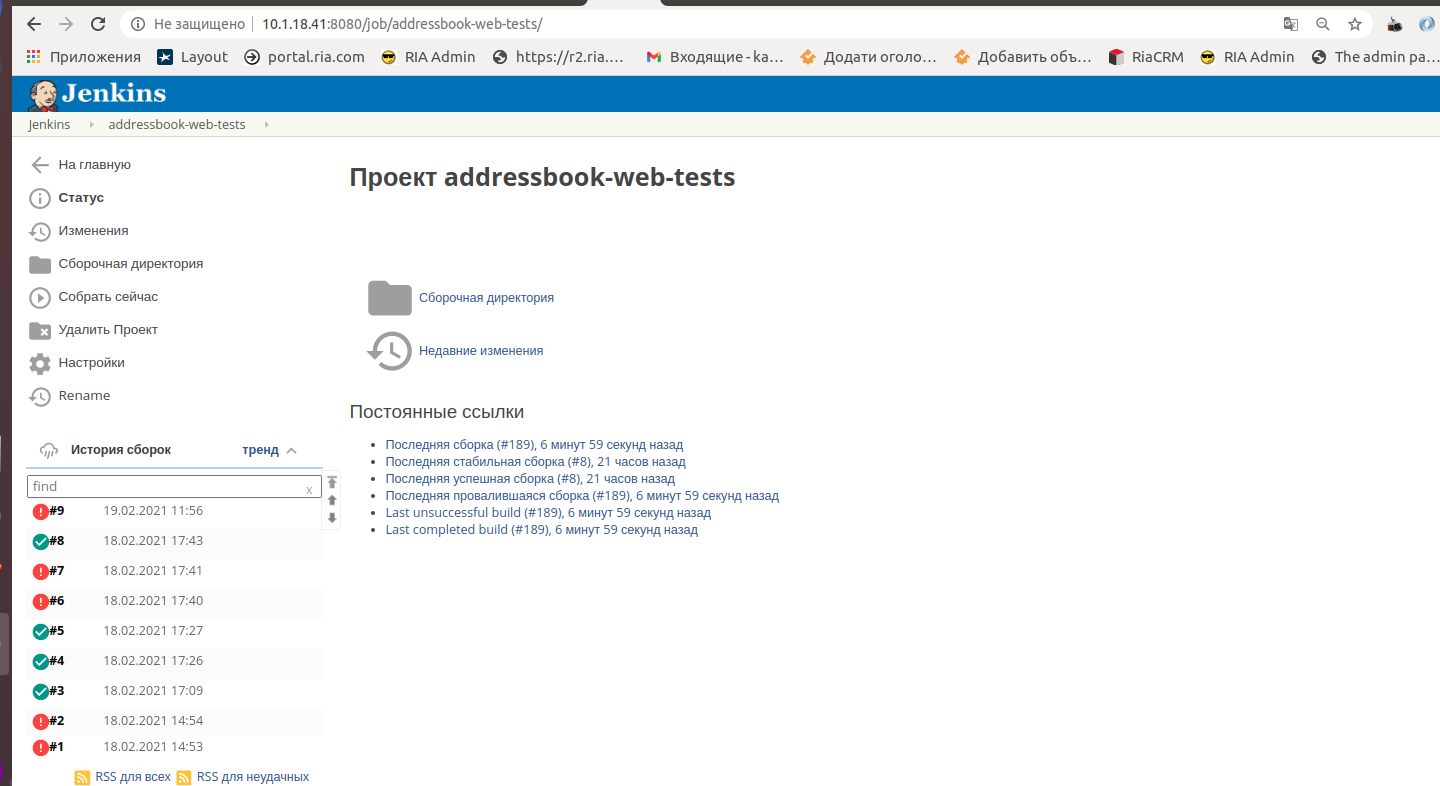 Не защищено 10.1.18.41:8080/job/addressbook-web-tests/
Приложения Layout portal.ria.com RIA Admin https://r2.ria.… Входящие - ка… Додати оголо… Добавить объ… RiaCRM RIA Admin The admin pa…
Jenkins
Jenkins addressbook-web-tests
На главную
Статус
Изменения
Сборочная директория
Собрать сейчас
Удалить Проект
Настройки
Rename
История сборок тренд
find x
#9 19.02.2021 11:56
#8 18.02.2021 17:43
#7 18.02.2021 17:41
#6 18.02.2021 17:40
#5 18.02.2021 17:27
#4 18.02.2021 17:26
#3 18.02.2021 17:09
#2 18.02.2021 14:54
#1 18.02.2021 14:53
RSS для всех RSS для неудачных
Проект addressbook-web-tests
Сборочная директория
Недавние изменения
Постоянные ссылки
Последняя сборка (#189), 6 минут 59 секунд назад
Последняя стабильная сборка (#8), 21 часов назад
Последняя успешная сборка (#8), 21 часов назад
Последняя провалившаяся сборка (#189), 6 минут 59 секунд назад
Last unsuccessful build (#189), 6 минут 59 секунд назад
Last completed build (#189), 6 минут 59 секунд назад